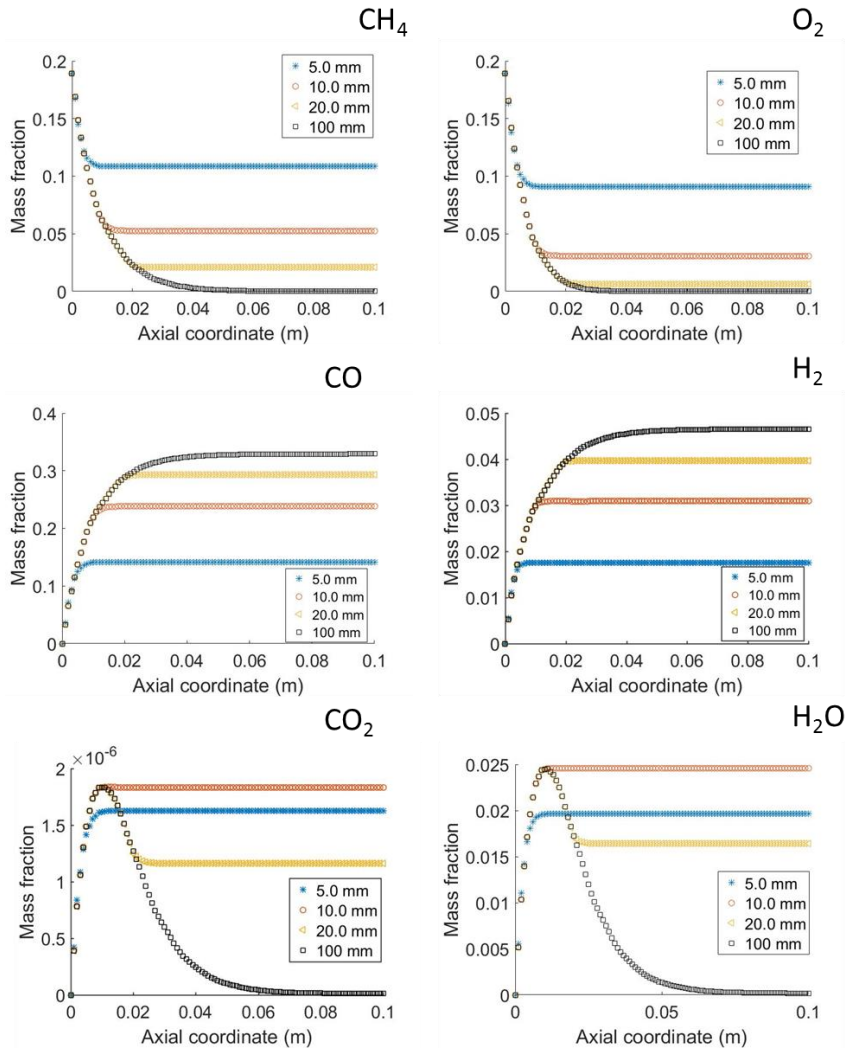 CH₄
0.2
0.15
0.1
0.05
0
0 0.02 0.04 0.06 0.08 0.1
Mass fraction
Axial coordinate (m)
5.0 mm
10.0 mm
20.0 mm
100 mm
O₂
0.2
0.15
0.1
0.05
0
0 0.02 0.04 0.06 0.08 0.1
Mass fraction
Axial coordinate (m)
5.0 mm
10.0 mm
20.0 mm
100 mm
CO
0.4
0.3
0.2
0.1
0
0 0.02 0.04 0.06 0.08 0.1
Mass fraction
Axial coordinate (m)
5.0 mm
10.0 mm
20.0 mm
100 mm
H₂
0.05
0.04
0.03
0.02
0.01
0
0 0.02 0.04 0.06 0.08 0.1
Mass fraction
Axial coordinate (m)
5.0 mm
10.0 mm
20.0 mm
100 mm
CO₂
×10⁻⁶
2
1.5
1
0.5
0
0 0.02 0.04 0.06 0.08 0.1
Mass fraction
Axial coordinate (m)
5.0 mm
10.0 mm
20.0 mm
100 mm
H₂O
0.025
0.02
0.015
0.01
0.005
0
0 0.05 0.1
Mass fraction
Axial coordinate (m)
5.0 mm
10.0 mm
20.0 mm
100 mm